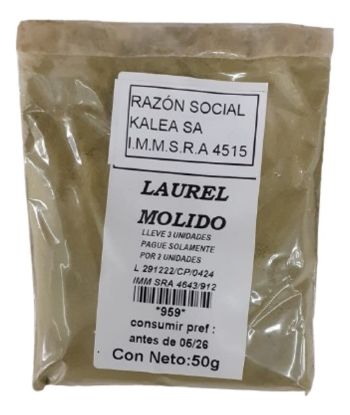 RAZÓN SOCIAL
KALEA SA
I.M.M.S.R.A 4515
LAUREL
MOLIDO
LLEVE 3 UNIDADES
PAGUE SOLAMENTE
POR 2 UNIDADES
L 291222/CP/0424
IMM SRA 4643/912
*959*
consumir pref :
antes de 05/26
Con Neto:50g